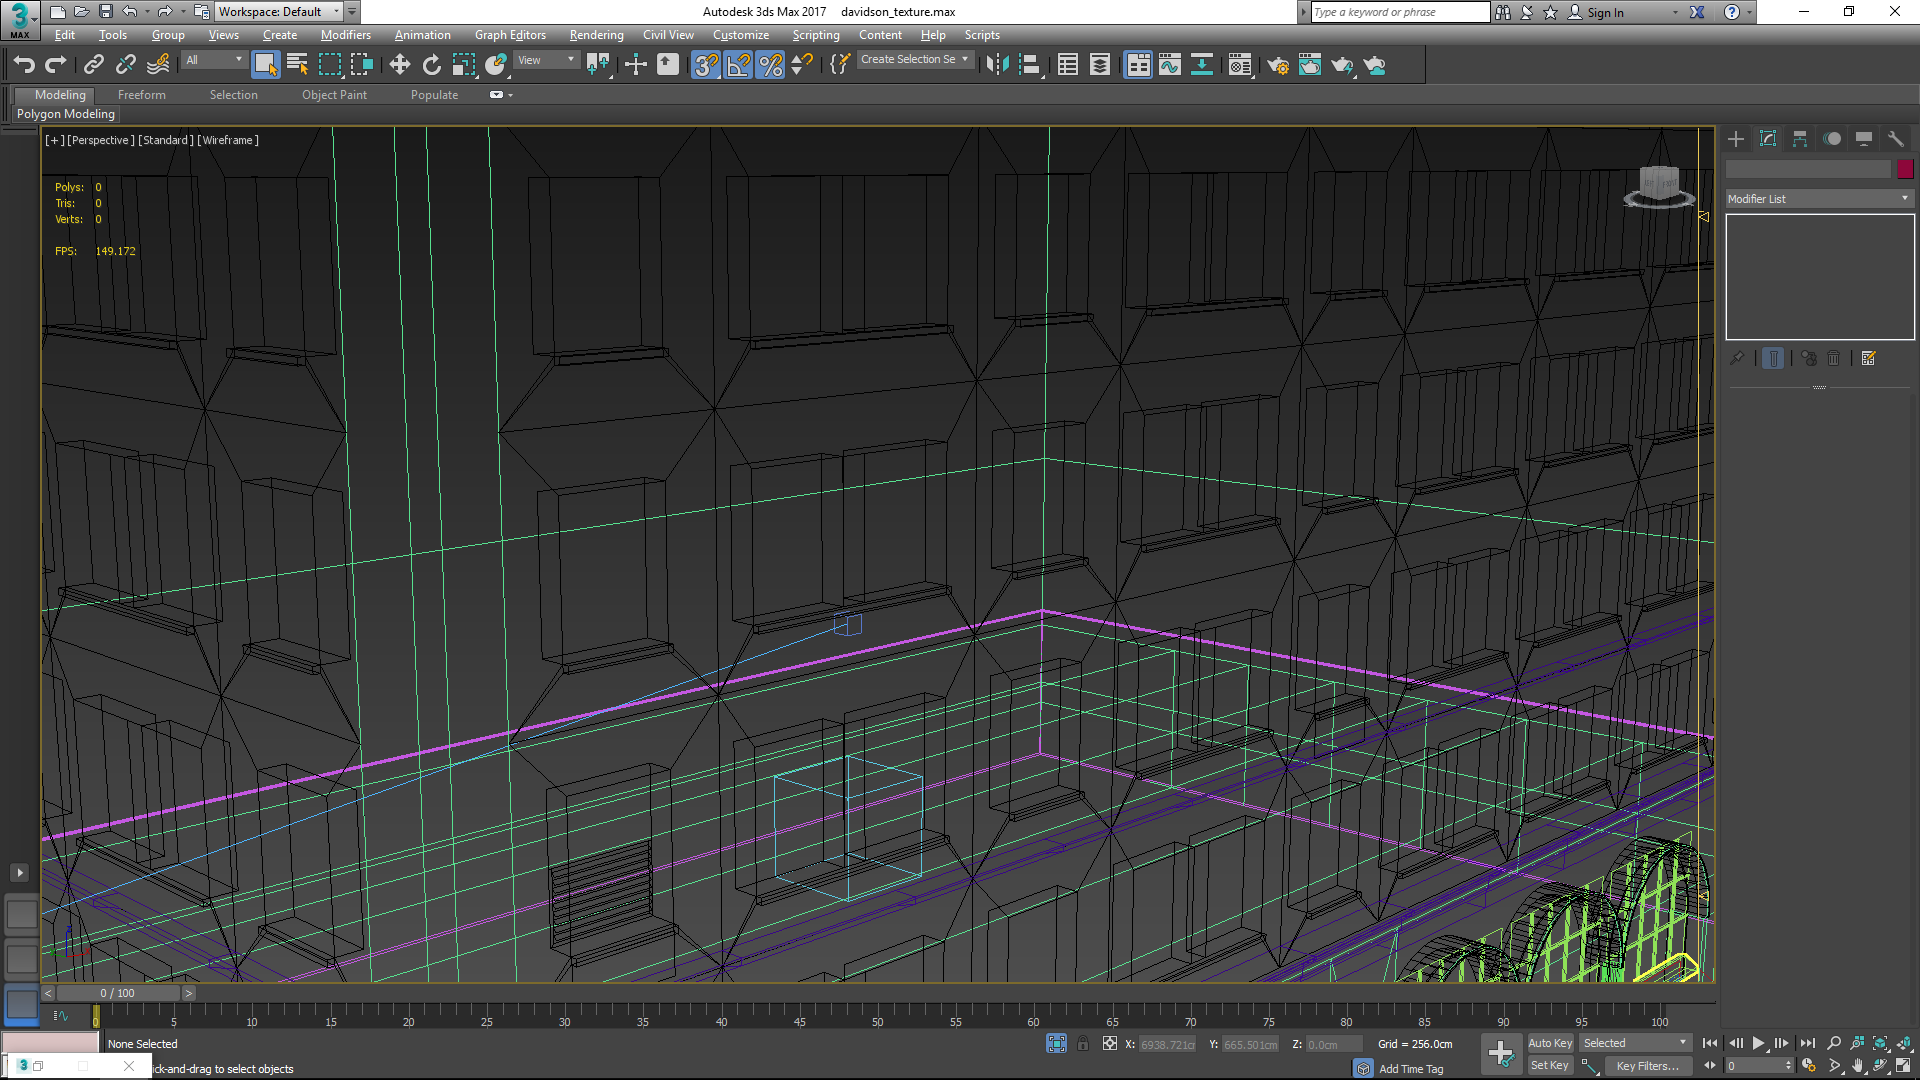 Workspace: Default
Autodesk 3ds Max 2017    davidson_texture.max
Type a keyword or phrase
Sign In
MAX
Edit Tools Group Views Create Modifiers Animation Graph Editors Rendering Civil View Customize Scripting Content Help Scripts
All
View
Create Selection Se
Modeling Freeform Selection Object Paint Populate
Polygon Modeling
[+] [Perspective] [Standard] [Wireframe]
Polys: 0
Tris: 0
Verts: 0
FPS: 149.172
Modifier List
< 0 / 100 >
0 5 10 15 20 25 30 35 40 45 50 55 60 65 70 75 80 85 90 95 100
None Selected
X: 6938.721cr Y: 665.501cm Z: 0.0cm Grid = 256.0cm
Auto Key Selected
ick-and-drag to select objects
Add Time Tag
Set Key Key Filters...
0